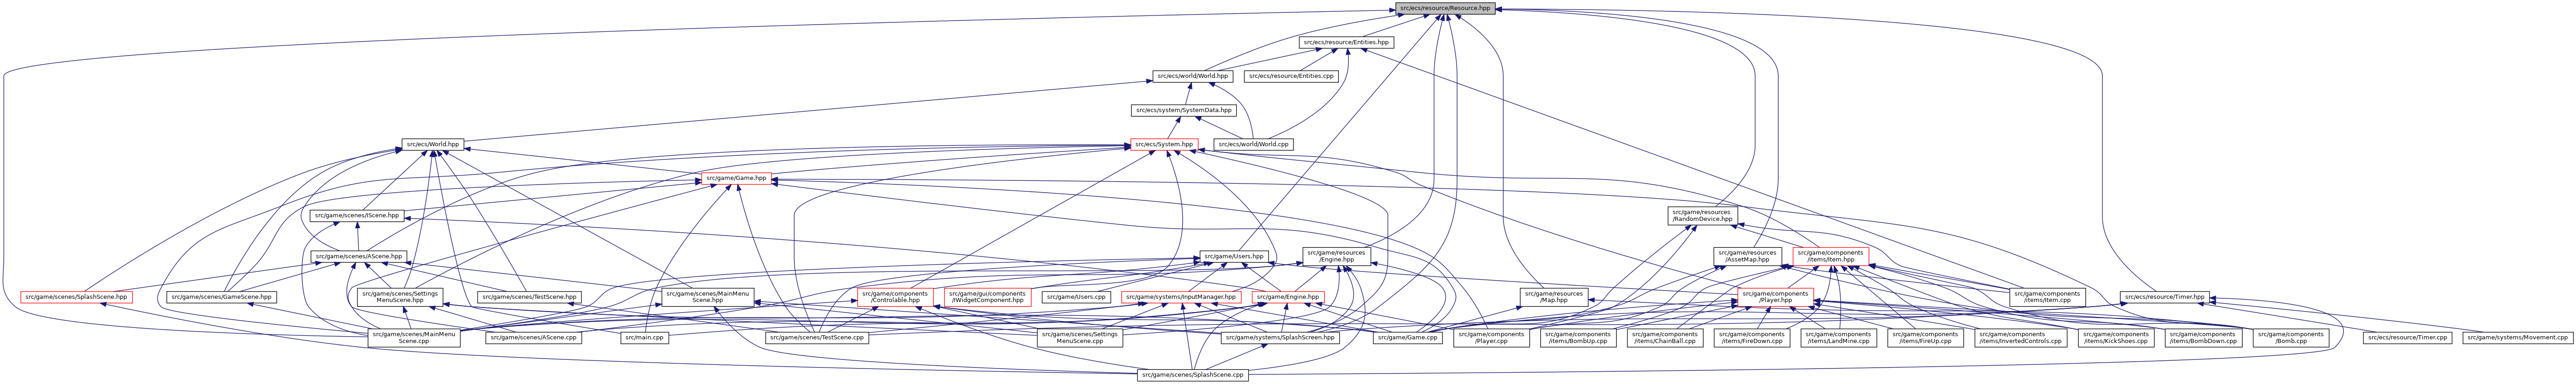 src/ecs/resource/Resource.hpp
src/ecs/resource/Entities.hpp
src/ecs/world/World.hpp
src/ecs/resource/Entities.cpp
src/ecs/system/SystemData.hpp
src/ecs/World.hpp
src/ecs/System.hpp
src/ecs/world/World.cpp
src/game/Game.hpp
src/game/scenes/IScene.hpp
src/game/resources
/RandomDevice.hpp
src/game/scenes/AScene.hpp
src/game/Users.hpp
src/game/resources
/Engine.hpp
src/game/resources
/AssetMap.hpp
src/game/components
/items/Item.hpp
src/game/scenes/SplashScene.hpp
src/game/scenes/GameScene.hpp
src/game/scenes/Settings
MenuScene.hpp
src/game/scenes/TestScene.hpp
src/game/scenes/MainMenu
Scene.hpp
src/game/components
/Controlable.hpp
src/game/gui/components
/IWidgetComponent.hpp
src/game/Users.cpp
src/game/systems/InputManager.hpp
src/game/Engine.hpp
src/game/resources
/Map.hpp
src/game/components
/Player.hpp
src/game/components
/items/Item.cpp
src/ecs/resource/Timer.hpp
src/game/scenes/MainMenu
Scene.cpp
src/game/scenes/AScene.cpp
src/main.cpp
src/game/scenes/TestScene.cpp
src/game/scenes/Settings
MenuScene.cpp
src/game/systems/SplashScreen.hpp
src/game/Game.cpp
src/game/components
/Player.cpp
src/game/components
/items/BombUp.cpp
src/game/components
/items/ChainBall.cpp
src/game/components
/items/FireDown.cpp
src/game/components
/items/LandMine.cpp
src/game/components
/items/FireUp.cpp
src/game/components
/items/InvertedControls.cpp
src/game/components
/items/KickShoes.cpp
src/game/components
/items/BombDown.cpp
src/game/components
/Bomb.cpp
src/ecs/resource/Timer.cpp
src/game/systems/Movement.cpp
src/game/scenes/SplashScene.cpp